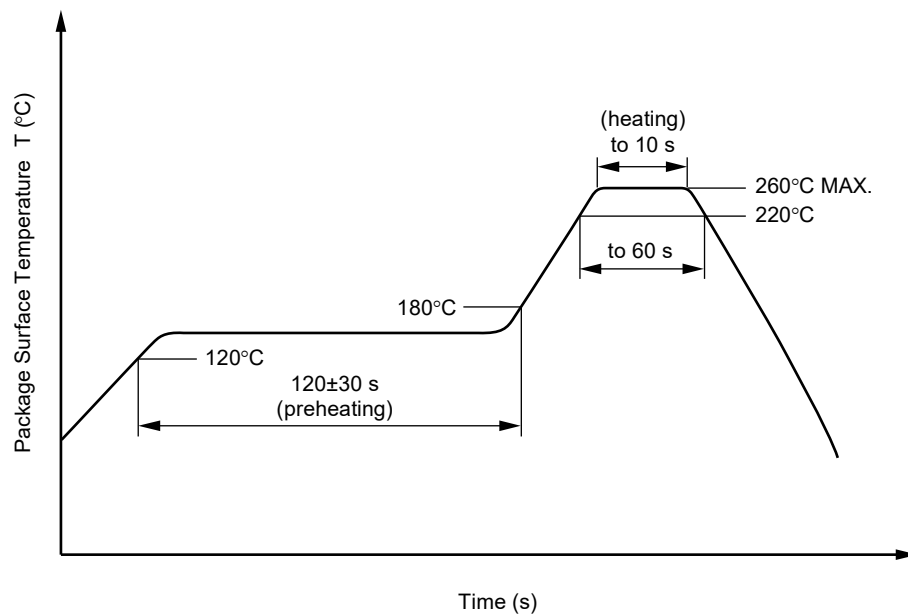 Package Surface Temperature T (°C)
(heating)
to 10 s
260°C MAX.
220°C
to 60 s
180°C
120°C
120±30 s
(preheating)
Time (s)